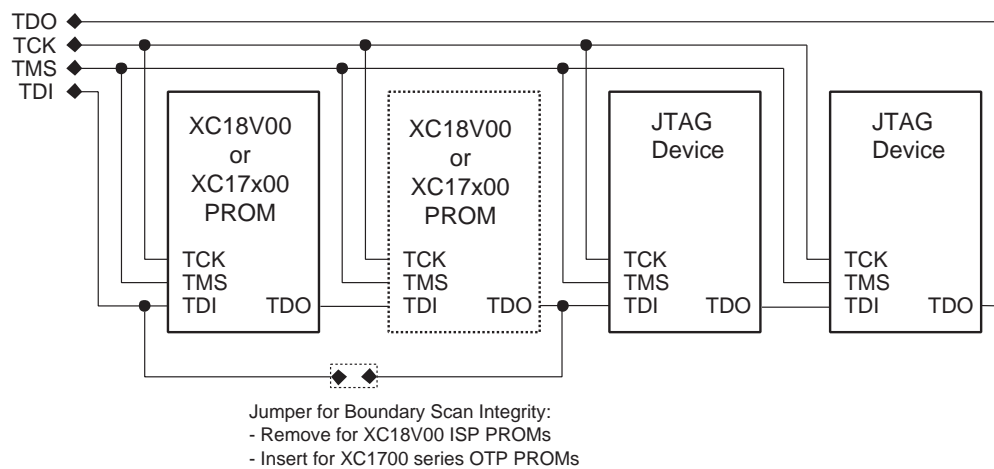 TDO
TCK
TMS
TDI
XC18V00
or
XC17x00
PROM
TCK
TMS
TDI TDO
XC18V00
or
XC17x00
PROM
TCK
TMS
TDI TDO
JTAG
Device
TCK
TMS
TDI TDO
JTAG
Device
TCK
TMS
TDI TDO
Jumper for Boundary Scan Integrity:
- Remove for XC18V00 ISP PROMs
- Insert for XC1700 series OTP PROMs